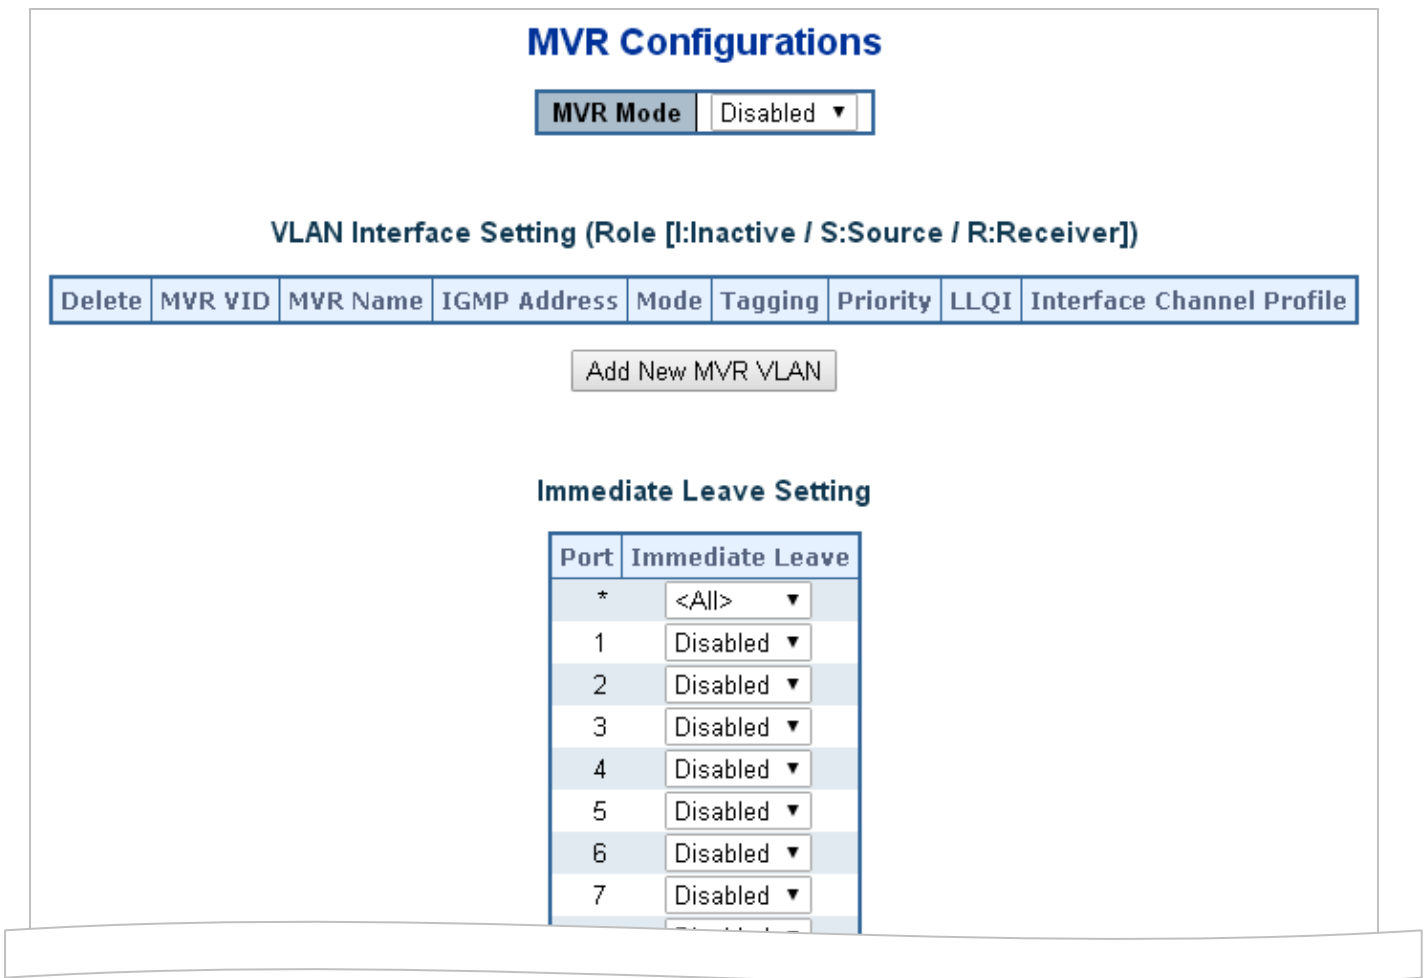 MVR Configurations
MVR Mode Disabled
VLAN Interface Setting (Role [I:Inactive / S:Source / R:Receiver])
Delete MVR VID MVR Name IGMP Address Mode Tagging Priority LLQI Interface Channel Profile
Add New MVR VLAN
Immediate Leave Setting
Port Immediate Leave
* <All>
1 Disabled
2 Disabled
3 Disabled
4 Disabled
5 Disabled
6 Disabled
7 Disabled